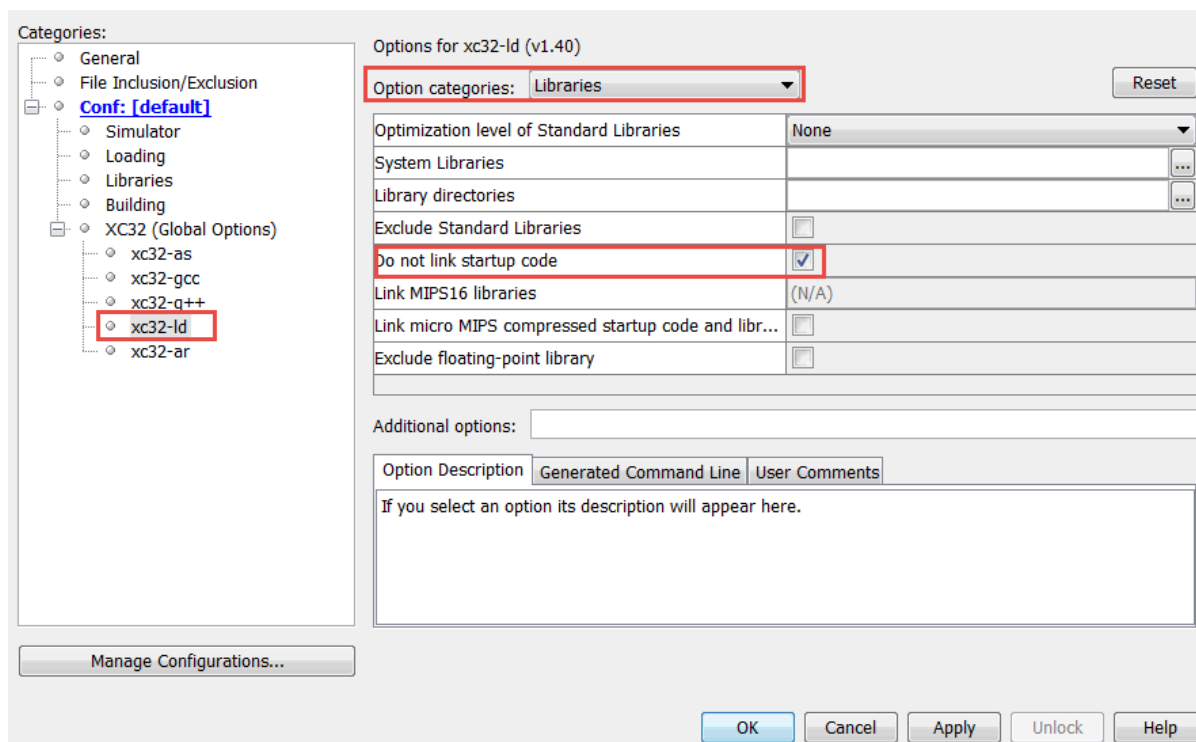 Categories:
General
File Inclusion/Exclusion
Conf: [default]
Simulator
Loading
Libraries
Building
XC32 (Global Options)
xc32-as
xc32-gcc
xc32-g++
xc32-ld
xc32-ar
Manage Configurations...
Options for xc32-ld (v1.40)
Option categories: Libraries
Reset
Optimization level of Standard Libraries None
System Libraries ...
Library directories ...
Exclude Standard Libraries
Do not link startup code
Link MIPS16 libraries (N/A)
Link micro MIPS compressed startup code and libr...
Exclude floating-point library
Additional options:
Option Description Generated Command Line User Comments
If you select an option its description will appear here.
OK Cancel Apply Unlock Help